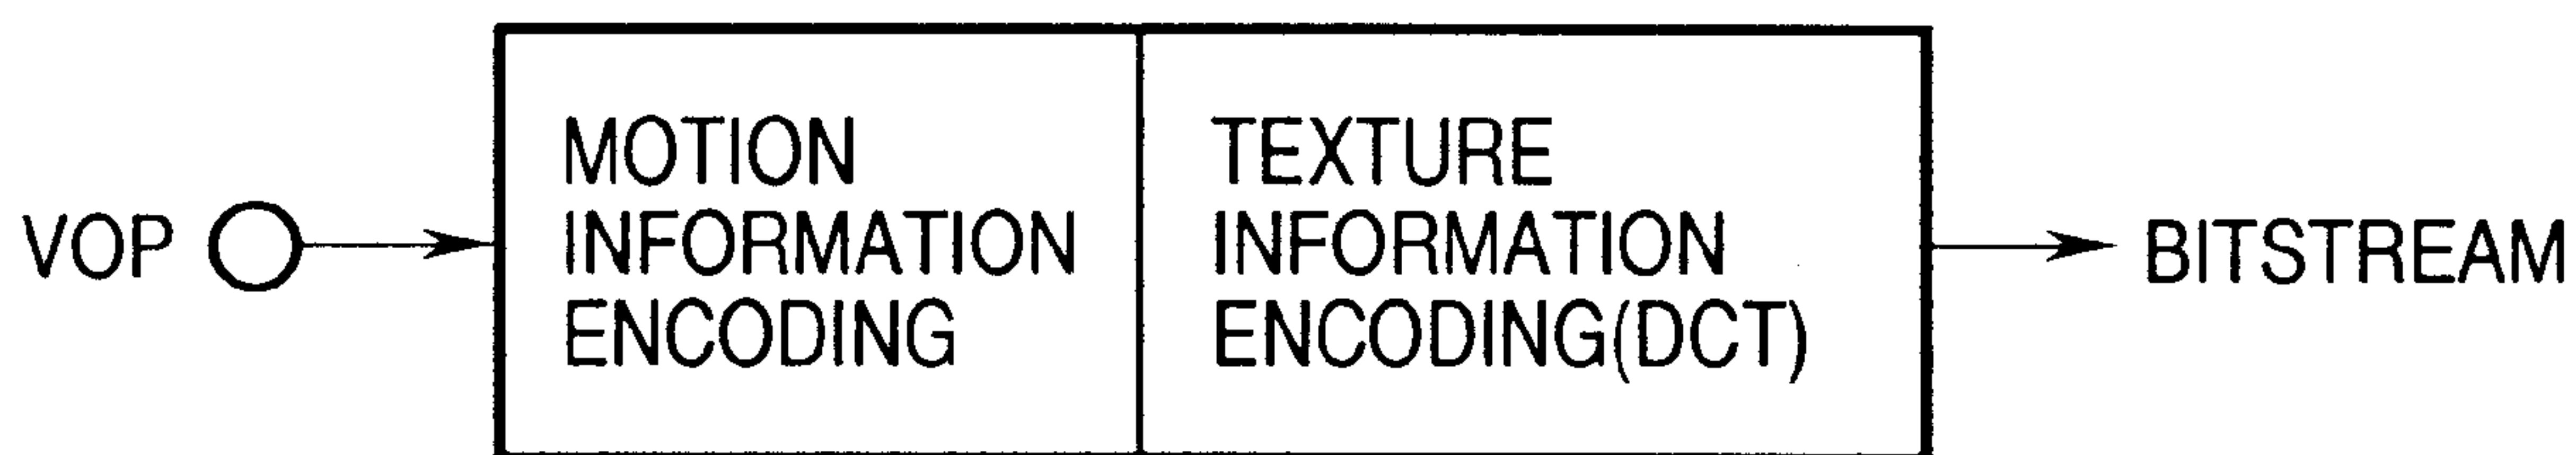 VOP
MOTION
INFORMATION
ENCODING
TEXTURE
INFORMATION
ENCODING(DCT)
BITSTREAM